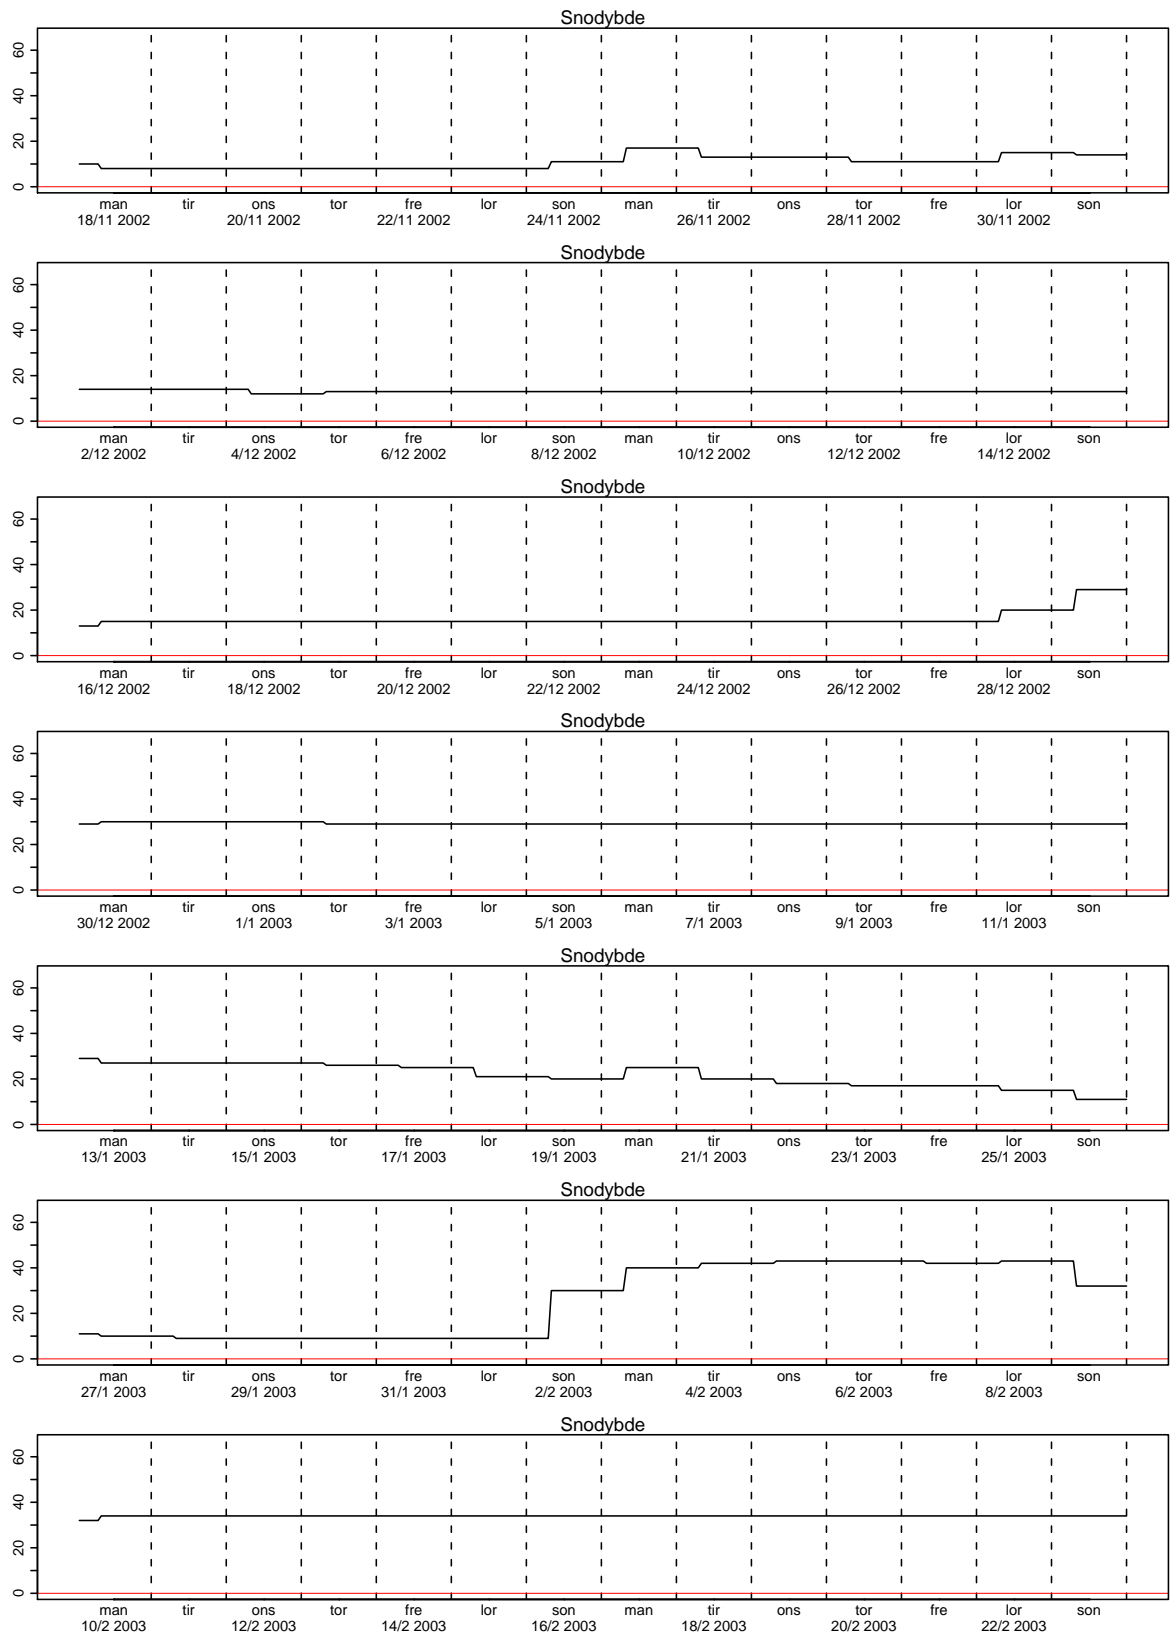 Snodybde
60
40
20
0
man tir ons tor fre lor son man tir ons tor fre lor son
18/11 2002 20/11 2002 22/11 2002 24/11 2002 26/11 2002 28/11 2002 30/11 2002
Snodybde
60
40
20
0
man tir ons tor fre lor son man tir ons tor fre lor son
2/12 2002 4/12 2002 6/12 2002 8/12 2002 10/12 2002 12/12 2002 14/12 2002
Snodybde
60
40
20
0
man tir ons tor fre lor son man tir ons tor fre lor son
16/12 2002 18/12 2002 20/12 2002 22/12 2002 24/12 2002 26/12 2002 28/12 2002
Snodybde
60
40
20
0
man tir ons tor fre lor son man tir ons tor fre lor son
30/12 2002 1/1 2003 3/1 2003 5/1 2003 7/1 2003 9/1 2003 11/1 2003
Snodybde
60
40
20
0
man tir ons tor fre lor son man tir ons tor fre lor son
13/1 2003 15/1 2003 17/1 2003 19/1 2003 21/1 2003 23/1 2003 25/1 2003
Snodybde
60
40
20
0
man tir ons tor fre lor son man tir ons tor fre lor son
27/1 2003 29/1 2003 31/1 2003 2/2 2003 4/2 2003 6/2 2003 8/2 2003
Snodybde
60
40
20
0
man tir ons tor fre lor son man tir ons tor fre lor son
10/2 2003 12/2 2003 14/2 2003 16/2 2003 18/2 2003 20/2 2003 22/2 2003